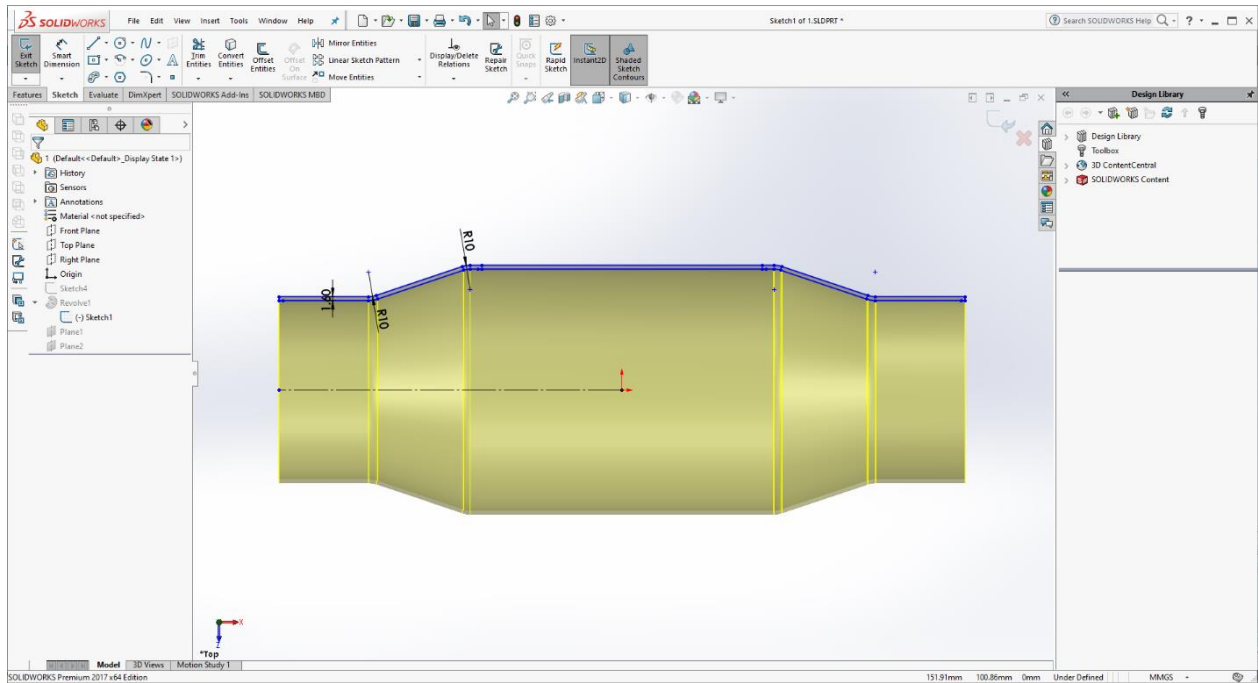 SOLIDWORKS File Edit View Insert Tools Window Help Sketch1 of 1.SLDPRT * Search SOLIDWORKS Help
Exit Sketch
Smart Dimension
Trim Entities
Convert Entities
Offset Entities
Offset On Surface
Mirror Entities
Linear Sketch Pattern
Move Entities
Display/Delete Relations
Repair Sketch
Quick Snaps
Rapid Sketch
Instant2D
Shaded Sketch Contours
Features Sketch Evaluate DimXpert SOLIDWORKS Add-Ins SOLIDWORKS MBD
Design Library
1 (Default<<Default>_Display State 1>)
History
Sensors
Annotations
Material <not specified>
Front Plane
Top Plane
Right Plane
Origin
Sketch4
Revolve1
(-) Sketch1
Plane1
Plane2
Design Library
Toolbox
3D ContentCentral
SOLIDWORKS Content
R10
1.60
R10
X
Z
*Top
Model 3D Views Motion Study 1
SOLIDWORKS Premium 2017 x64 Edition 151.91mm 100.86mm 0mm Under Defined MMGS